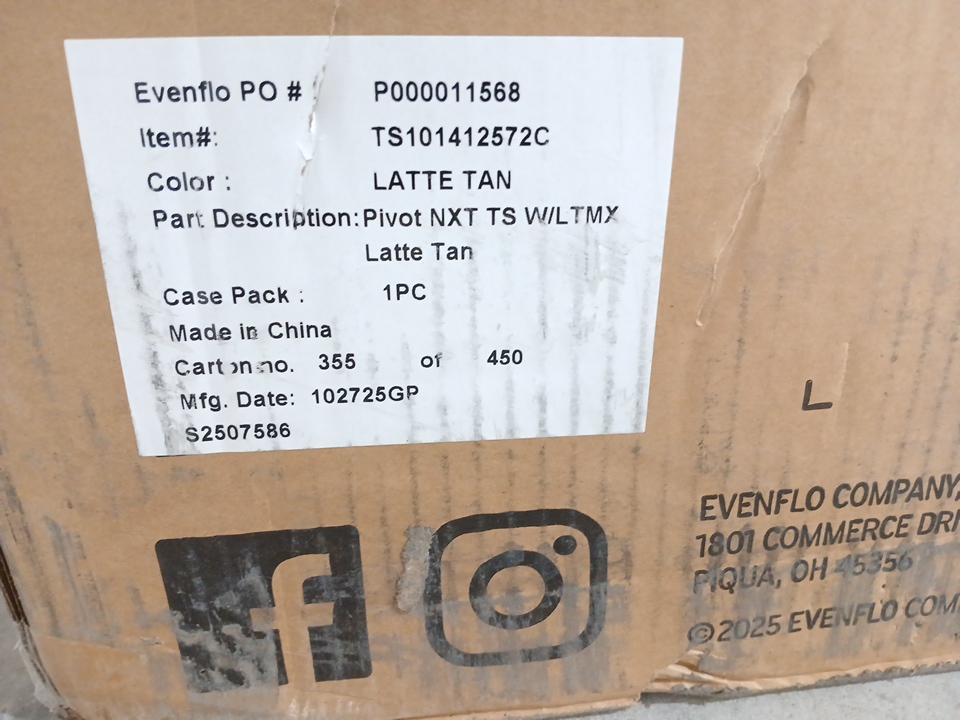 Evenflo PO # : P000011568
Item#: TS101412572C
Color : LATTE TAN
Part Description: Pivot NXT TS W/LTMX
Latte Tan
Case Pack : 1PC
Made in China
Carton no. 355 of 450
Mfg. Date: 102725GP
S2507586
L
EVENFLO COMPANY,
1801 COMMERCE DRI
PIQUA, OH 45356
©2025 EVENFLO COM